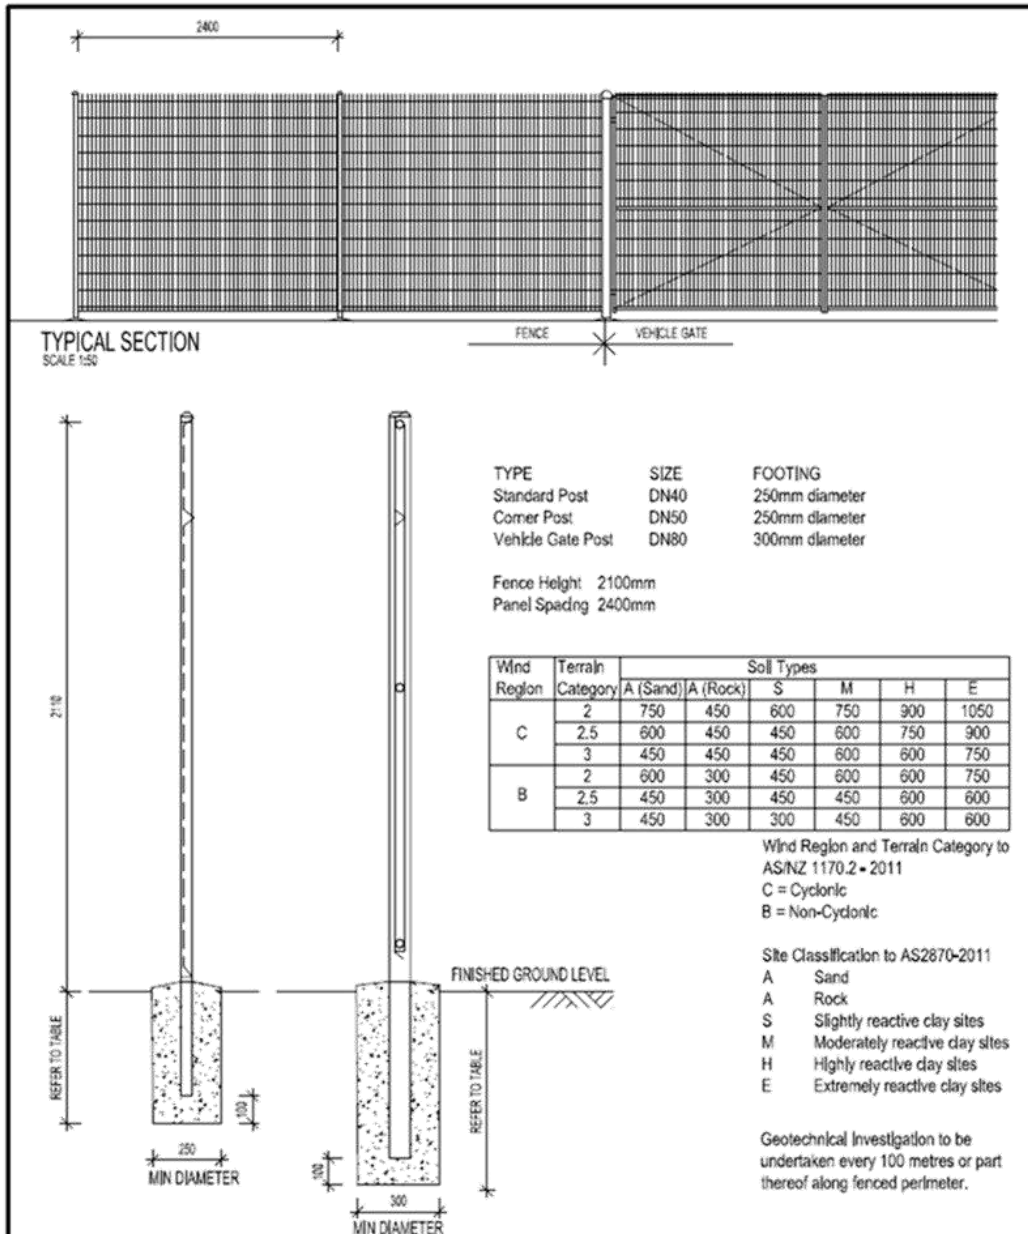 2400
TYPICAL SECTION
SCALE 1:50
FENCE
VEHICLE GATE
TYPE SIZE FOOTING
Standard Post DN40 250mm diameter
Corner Post DN50 250mm diameter
Vehicle Gate Post DN80 300mm diameter
Fence Height 2100mm
Panel Spacing 2400mm
2110
Wind Region Terrain Category Soil Types
A (Sand) A (Rock) S M H E
C 2 750 450 600 750 900 1050
2.5 600 450 450 600 750 900
3 450 450 450 600 600 750
B 2 600 300 450 600 600 750
2.5 450 300 450 450 600 600
3 450 300 300 450 600 600
Wind Region and Terrain Category to
AS/NZ 1170.2 - 2011
C = Cyclonic
B = Non-Cyclonic
Site Classification to AS2870-2011
A Sand
A Rock
S Slightly reactive clay sites
M Moderately reactive clay sites
H Highly reactive clay sites
E Extremely reactive clay sites
Geotechnical Investigation to be
undertaken every 100 metres or part
thereof along fenced perimeter.
FINISHED GROUND LEVEL
REFER TO TABLE
100
250
MIN DIAMETER
REFER TO TABLE
100
300
MIN DIAMETER